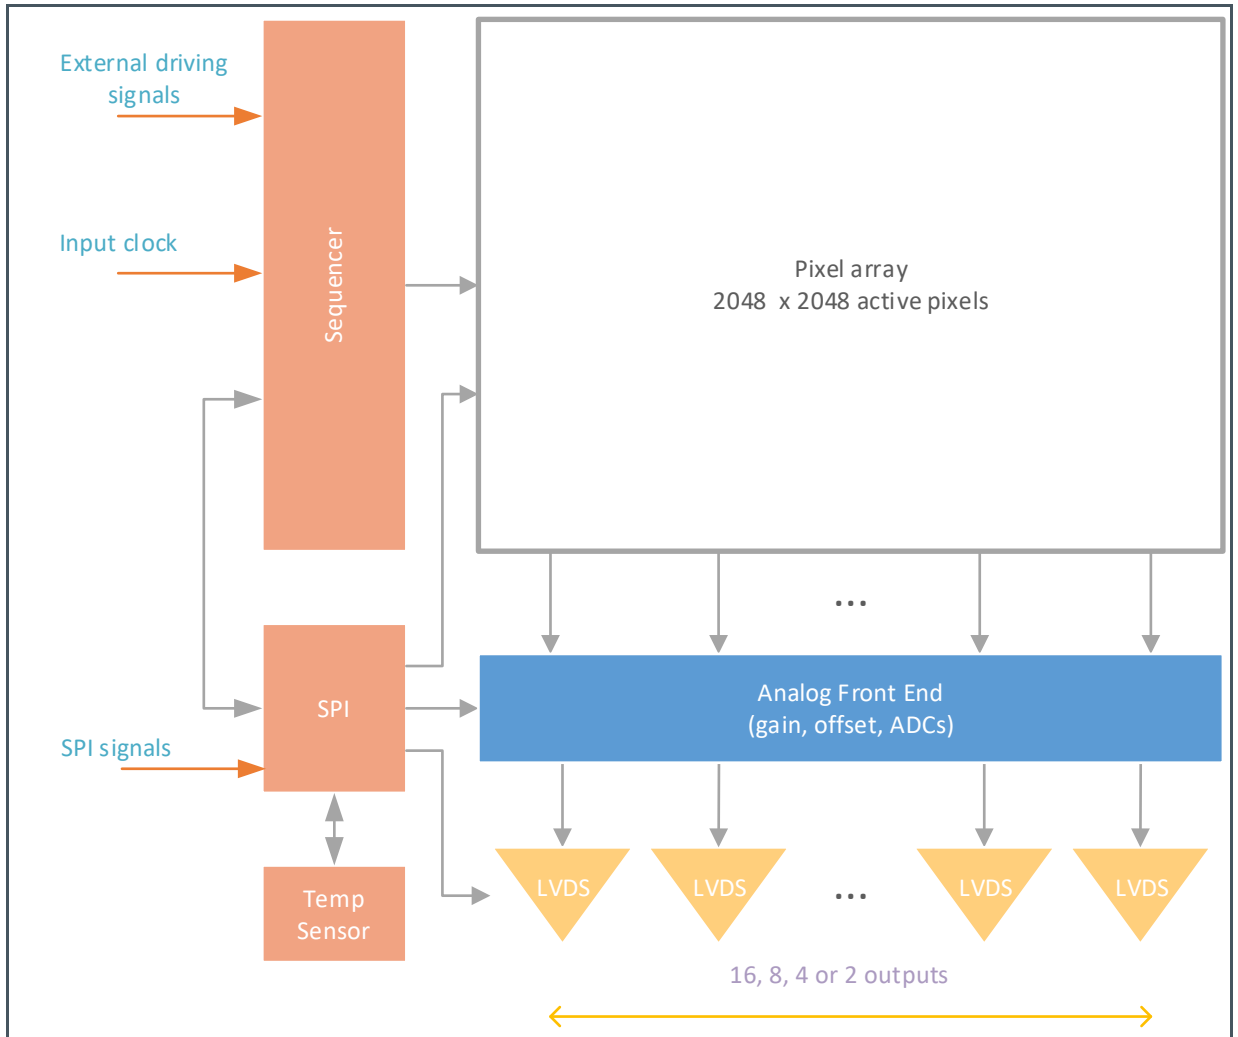 External driving
signals
Input clock
Sequencer
Pixel array
2048 x 2048 active pixels
...
SPI
Analog Front End
(gain, offset, ADCs)
SPI signals
Temp
Sensor
LVDS
LVDS
...
LVDS
LVDS
16, 8, 4 or 2 outputs